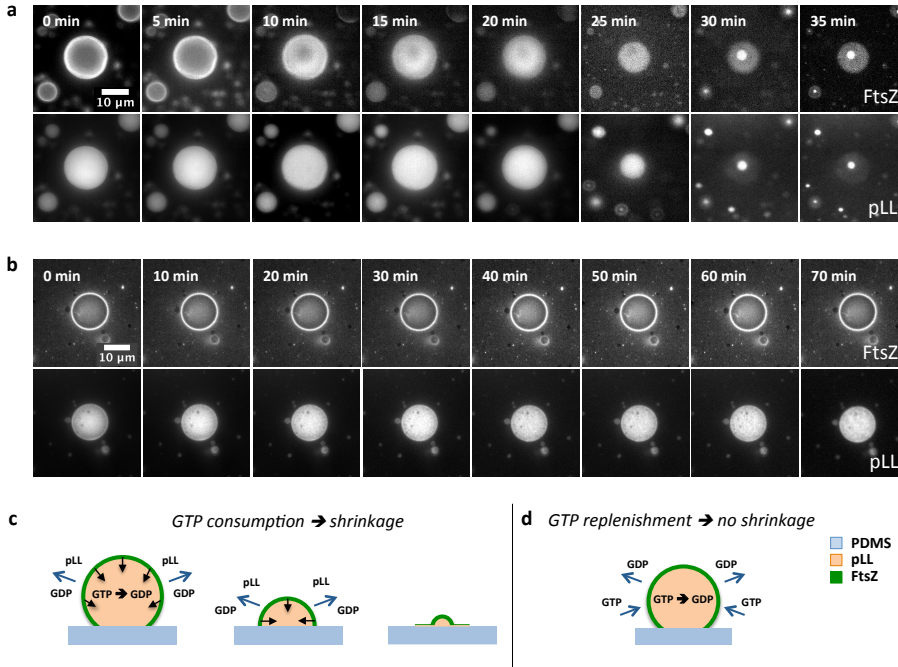 a
0 min 5 min 10 min 15 min 20 min 25 min 30 min 35 min
10 µm
FtsZ
pLL
b
0 min 10 min 20 min 30 min 40 min 50 min 60 min 70 min
10 µm
FtsZ
pLL
c
GTP consumption ➔ shrinkage
pLL pLL
GDP GTP ➔ GDP GDP
pLL pLL
GDP GDP
d
GTP replenishment ➔ no shrinkage
GDP GDP
GTP GTP ➔ GDP GTP
PDMS
pLL
FtsZ